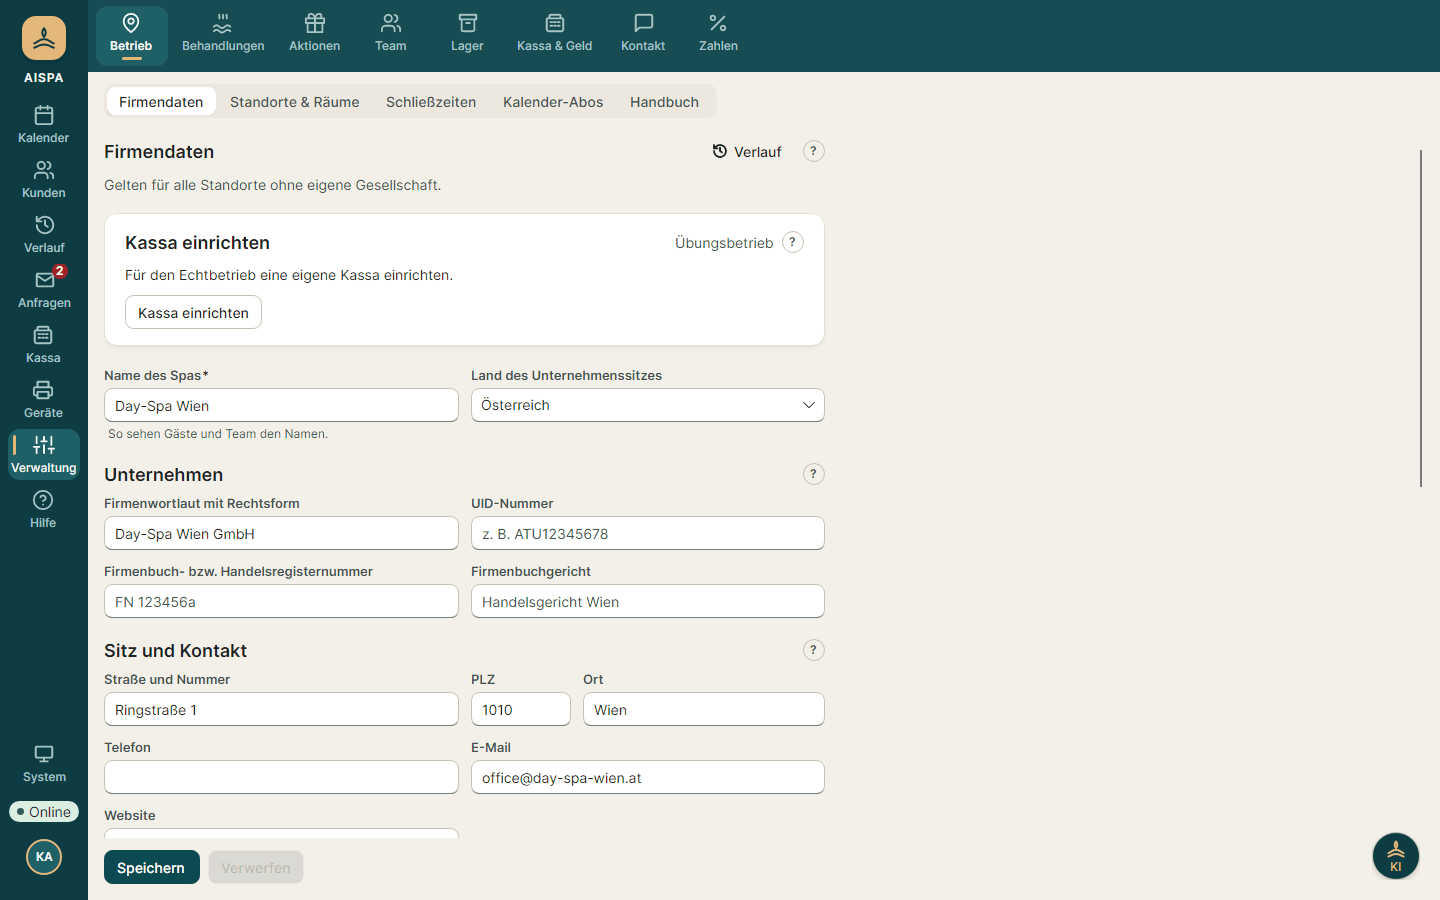 AISPA
Kalender
Kunden
Verlauf
Anfragen
2
Kassa
Geräte
Verwaltung
Hilfe
System
Online
KA
Betrieb
Behandlungen
Aktionen
Team
Lager
Kassa & Geld
Kontakt
Zahlen
Firmendaten
Standorte & Räume
Schließzeiten
Kalender-Abos
Handbuch
Firmendaten
Verlauf
?
Gelten für alle Standorte ohne eigene Gesellschaft.
Kassa einrichten
Übungsbetrieb
?
Für den Echtbetrieb eine eigene Kassa einrichten.
Kassa einrichten
Name des Spas*
Land des Unternehmenssitzes
Day-Spa Wien
Österreich
So sehen Gäste und Team den Namen.
Unternehmen
?
Firmenwortlaut mit Rechtsform
UID-Nummer
Day-Spa Wien GmbH
z. B. ATU12345678
Firmenbuch- bzw. Handelsregisternummer
Firmenbuchgericht
FN 123456a
Handelsgericht Wien
Sitz und Kontakt
?
Straße und Nummer
PLZ
Ort
Ringstraße 1
1010
Wien
Telefon
E-Mail
office@day-spa-wien.at
Website
Speichern
Verwerfen
KI